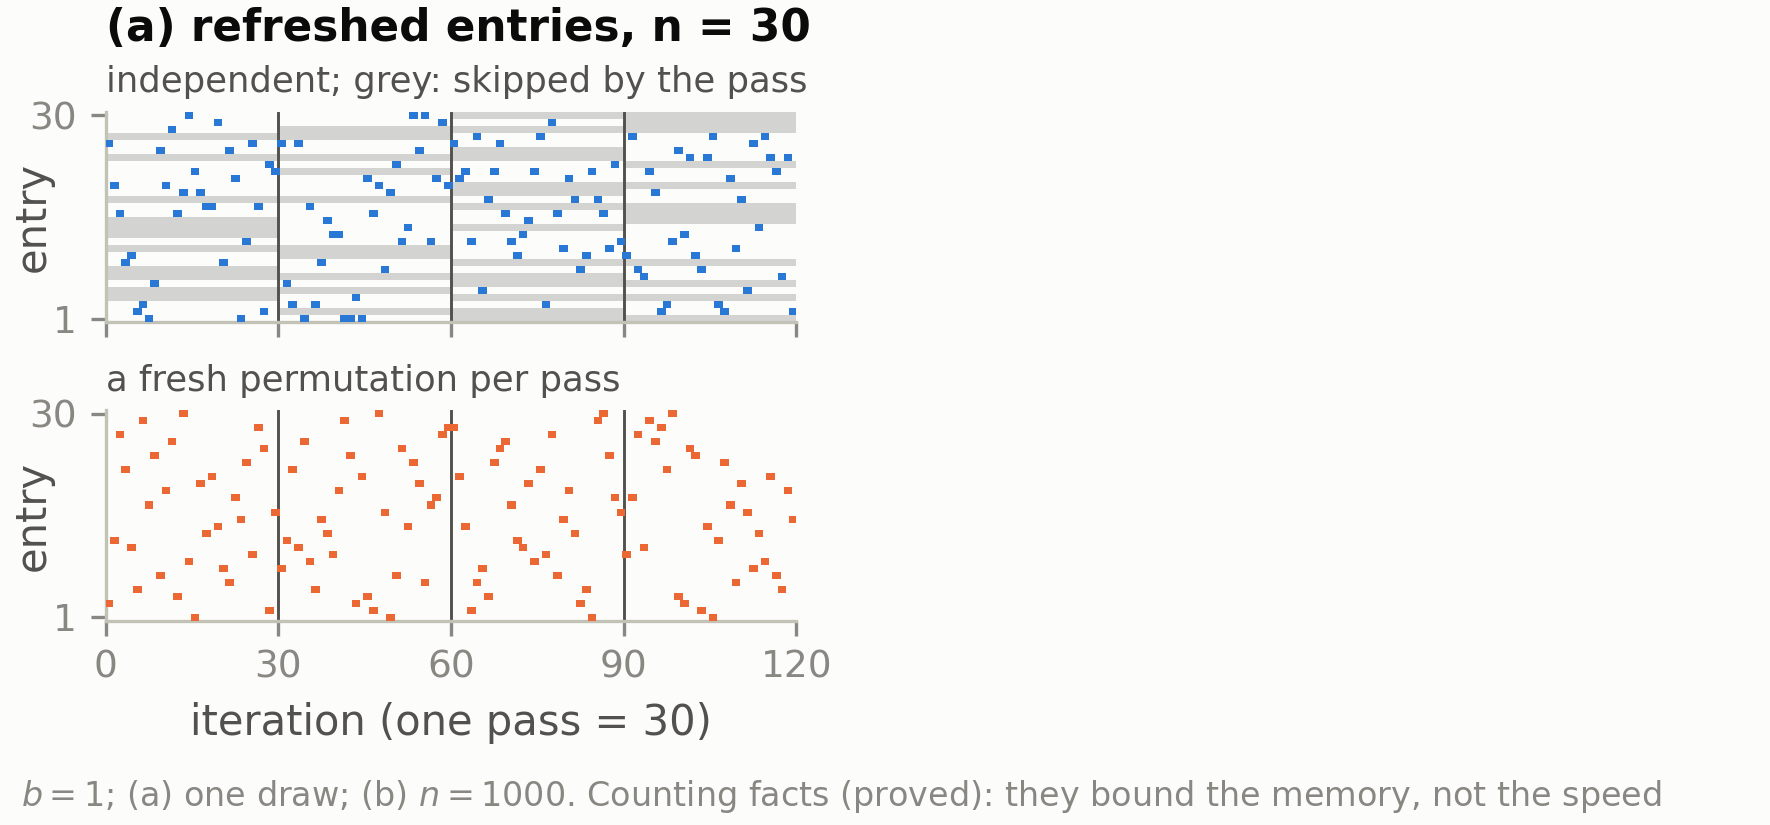 (a) refreshed entries, n = 30
independent; grey: skipped by the pass
30
entry
1
a fresh permutation per pass
30
entry
1
0 30 60 90 120
iteration (one pass = 30)
b = 1; (a) one draw; (b) n = 1000. Counting facts (proved): they bound the memory, not the speed